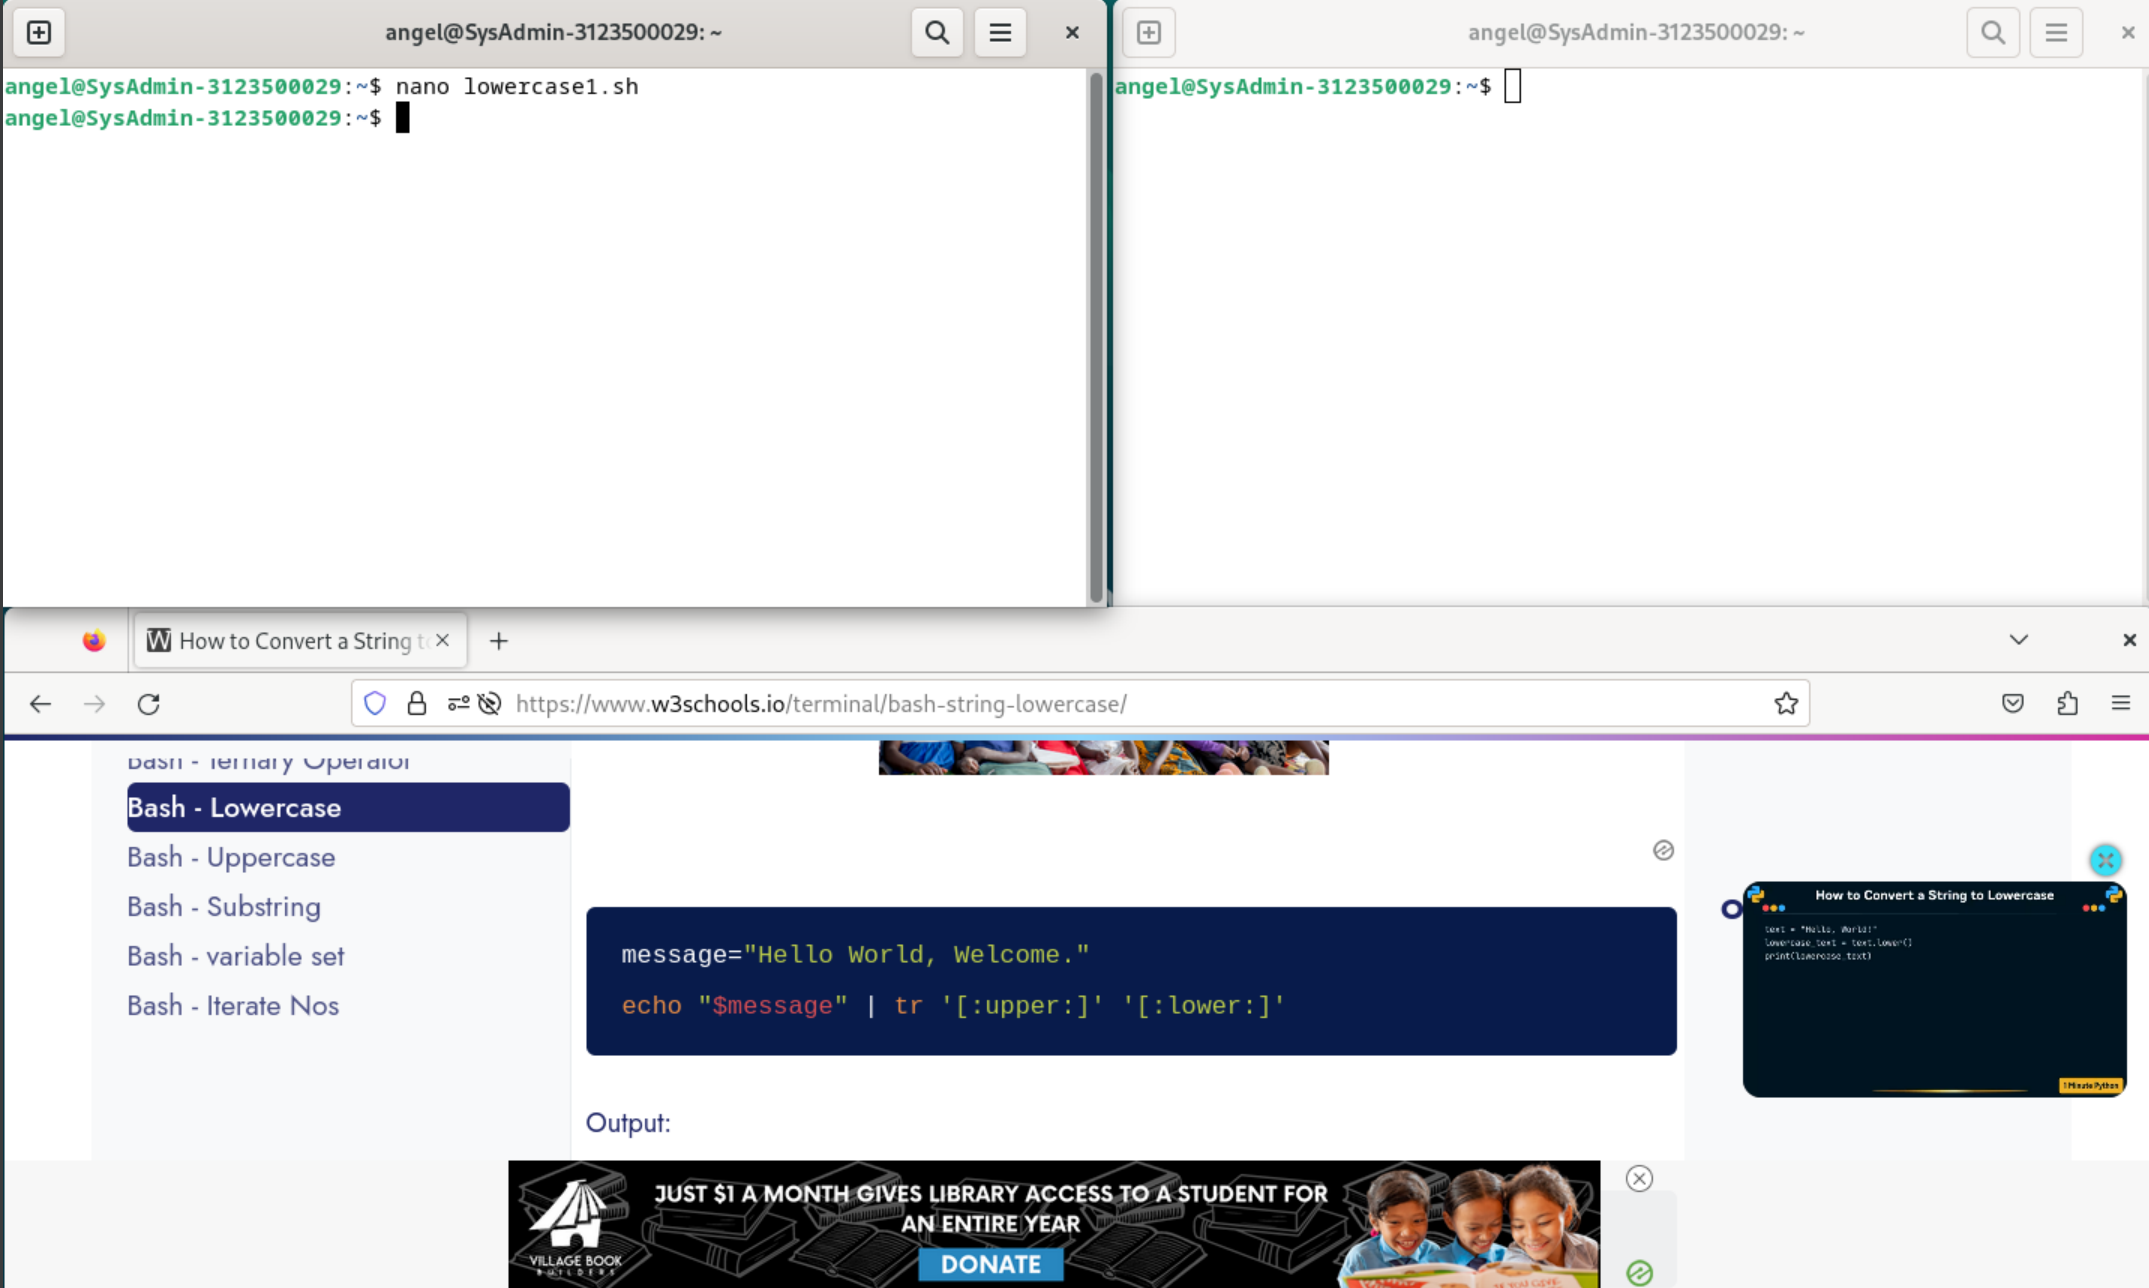 angel@SysAdmin-3123500029: ~
angel@SysAdmin-3123500029:~$ nano lowercase1.sh
angel@SysAdmin-3123500029:~$
angel@SysAdmin-3123500029: ~
angel@SysAdmin-3123500029:~$
How to Convert a String to
https://www.w3schools.io/terminal/bash-string-lowercase/
Bash - Ternary Operator
Bash - Lowercase
Bash - Uppercase
Bash - Substring
Bash - variable set
Bash - Iterate Nos
message="Hello World, Welcome."
echo "$message" | tr '[:upper:]' '[:lower:]'
Output:
How to Convert a String to Lowercase
text = "Hello, World!"
lowercase_text = text.lower()
print(lowercase_text)
1 Minute Python
JUST $1 A MONTH GIVES LIBRARY ACCESS TO A STUDENT FOR
AN ENTIRE YEAR
DONATE
VILLAGE BOOK
BUILDERS